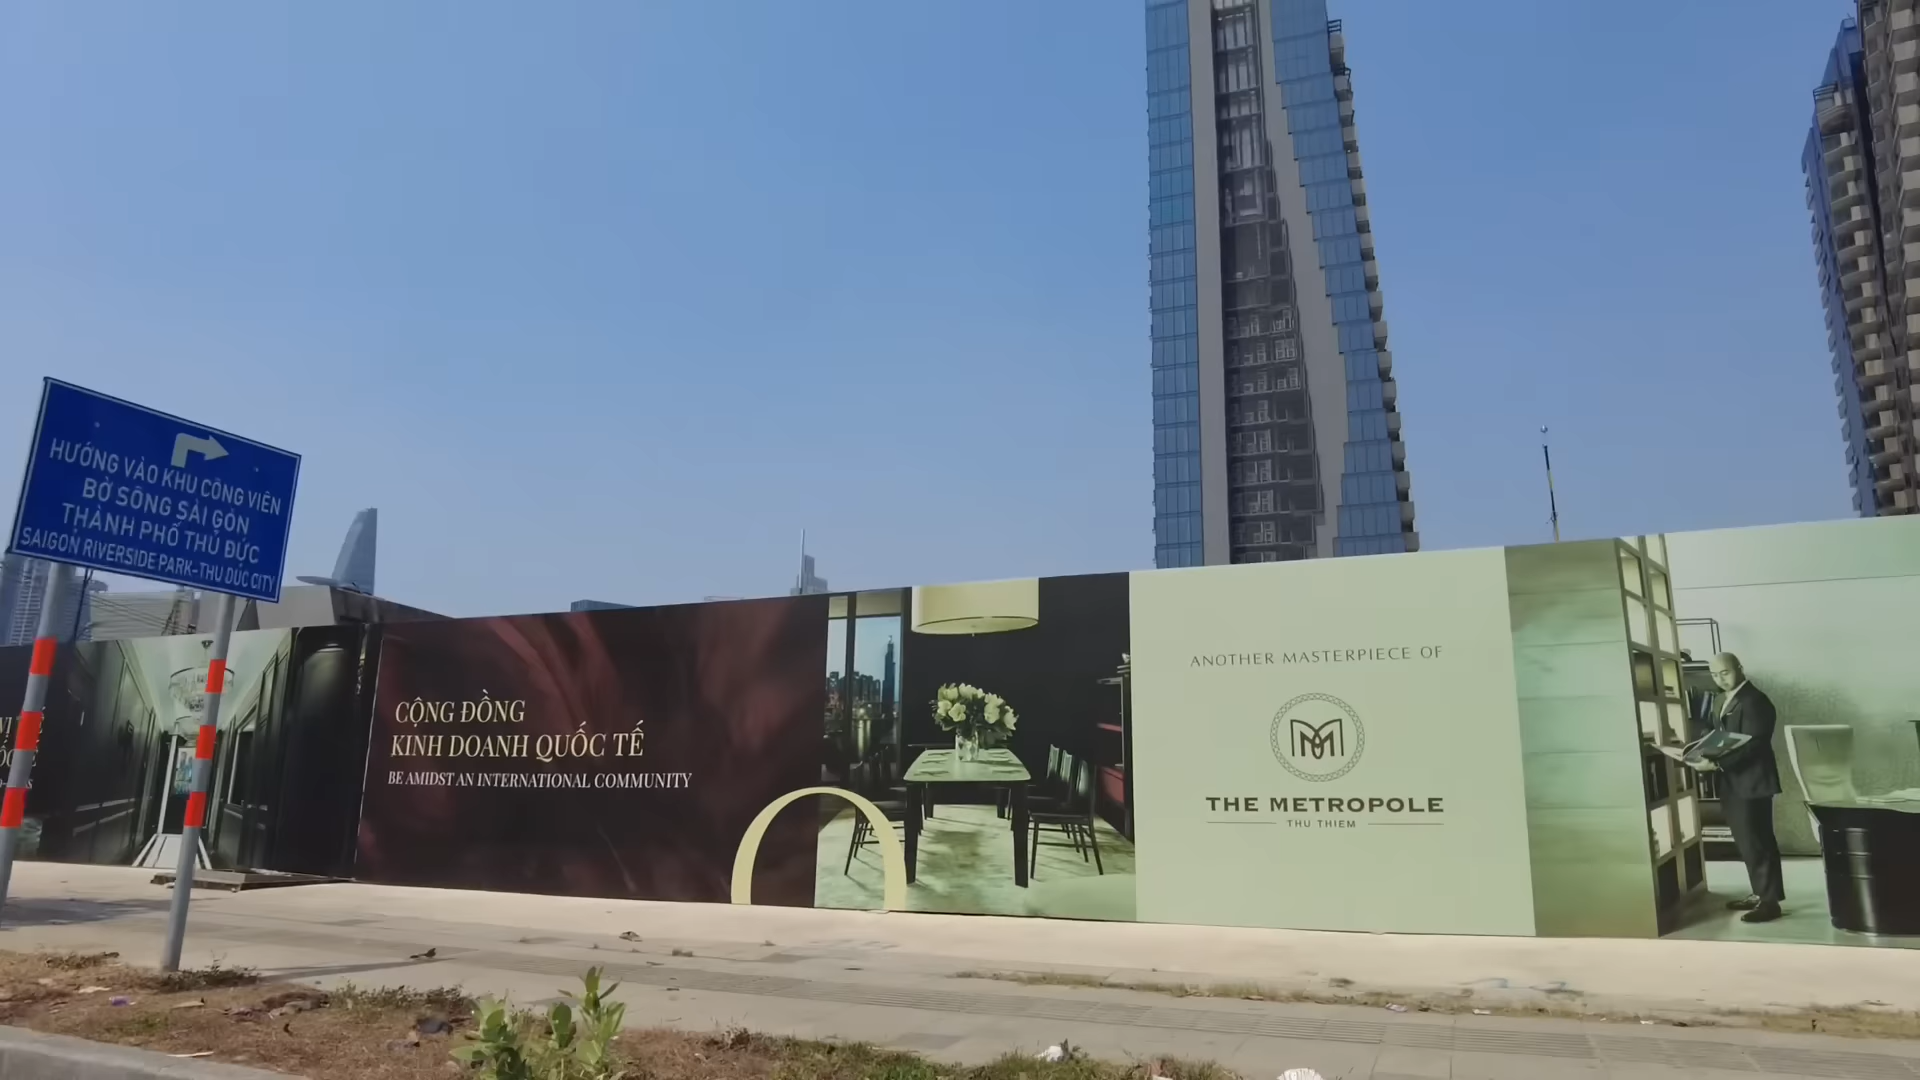 HƯỚNG VÀO KHU CÔNG VIÊN
BỜ SÔNG SÀI GÒN
THÀNH PHỐ THỦ ĐỨC
SAIGON RIVERSIDE PARK-THU DUC CITY
CỘNG ĐỒNG
KINH DOANH QUỐC TẾ
BE AMIDST AN INTERNATIONAL COMMUNITY
ANOTHER MASTERPIECE OF
THE METROPOLE
THU THIEM